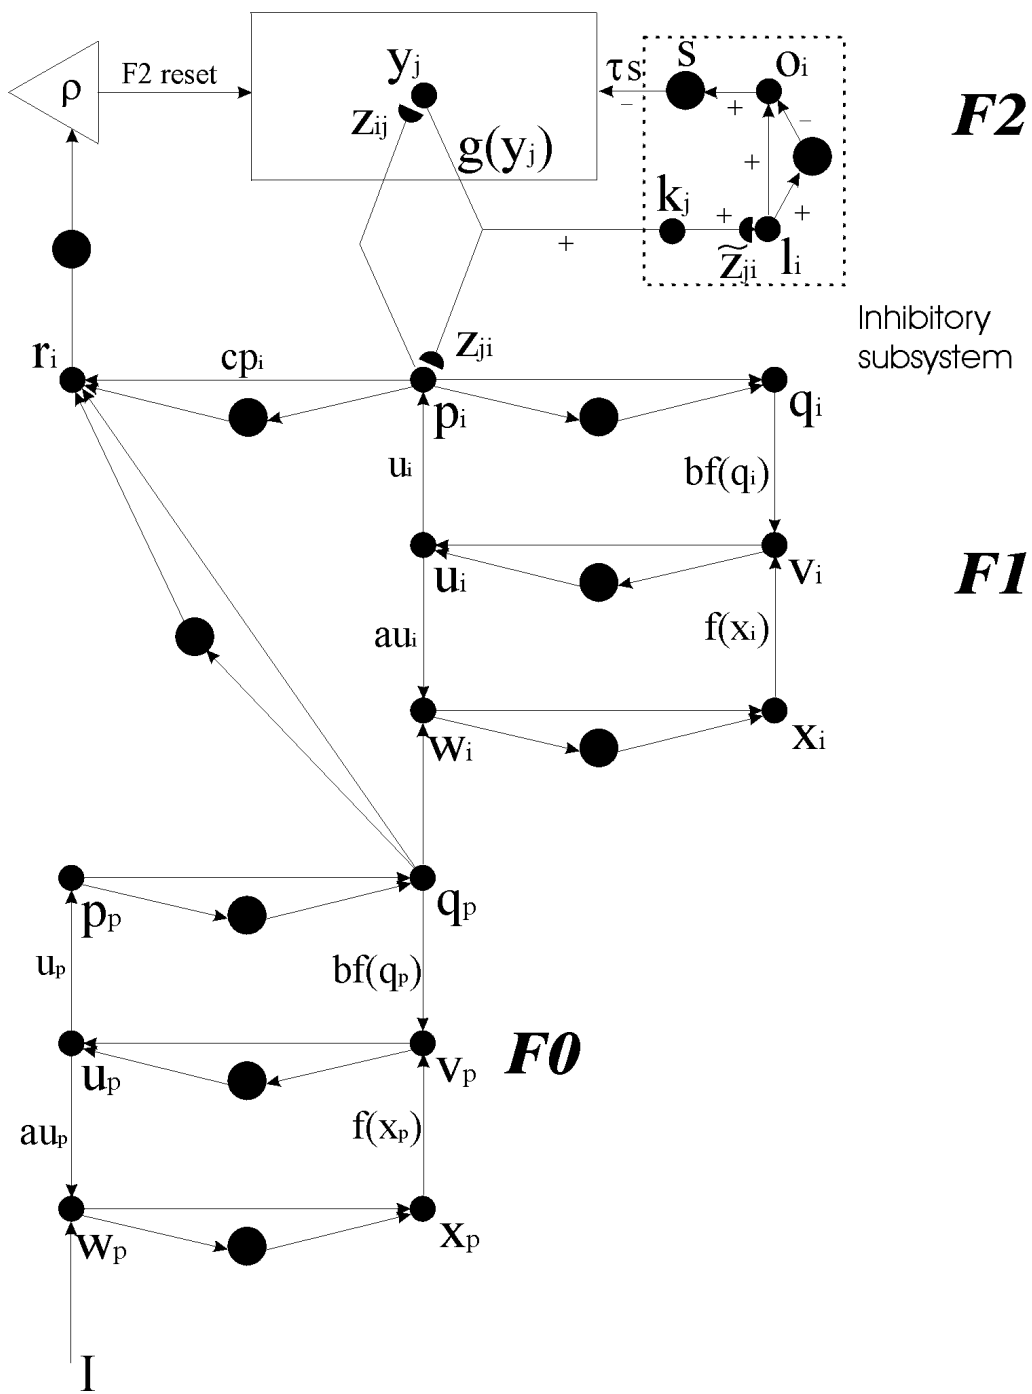 y_j
τs
s
o_i
ρ
F2 reset
–
+
–
F2
z_ij
g(y_j)
+
k_j
+
+
+
z̃_ji
l_i
Inhibitory
subsystem
z_ji
r_i
cp_i
p_i
q_i
u_i
bf(q_i)
u_i
v_i
F1
au_i
f(x_i)
w_i
x_i
p_p
q_p
u_p
bf(q_p)
u_p
v_p
F0
au_p
f(x_p)
w_p
x_p
I